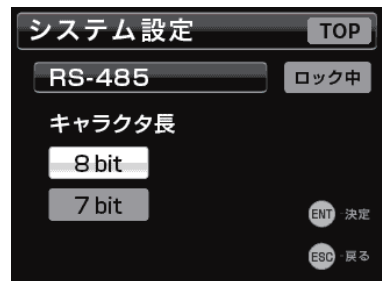 システム設定 TOP
RS-485 ロック中
キャラクタ長
8 bit
7 bit
ENT - 決定
ESC - 戻る